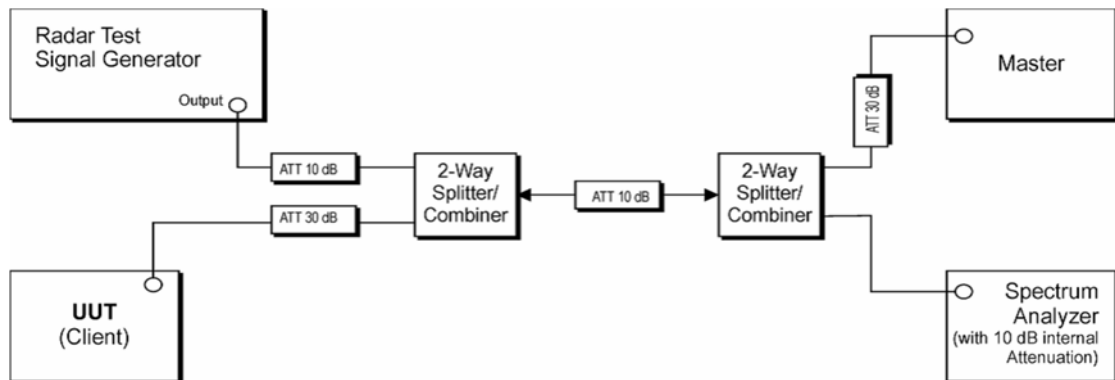 Radar Test
Signal Generator
Output
Master
ATT 30 dB
ATT 10 dB
2-Way
Splitter/
Combiner
ATT 10 dB
2-Way
Splitter/
Combiner
ATT 30 dB
UUT
(Client)
Spectrum
Analyzer
(with 10 dB internal
Attenuation)